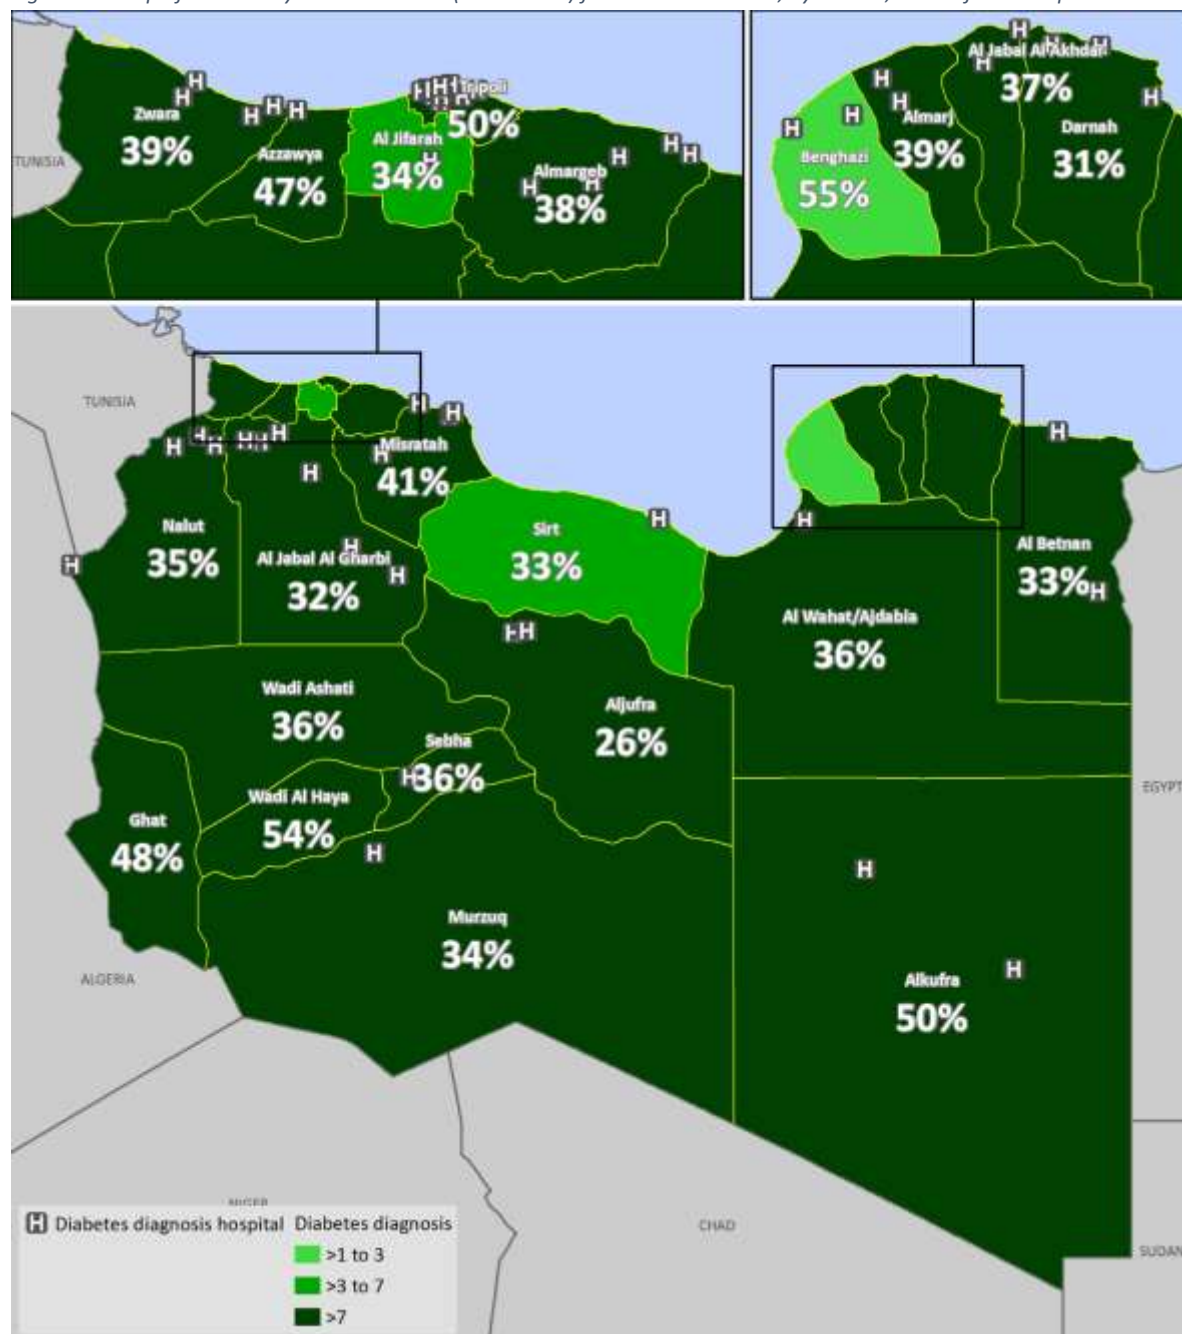 TUNISIA
Zwara
39%
Azzawya
47%
Al Jifarah
34%
Tripoli
50%
Almargeb
38%
Al Jabal Al Akhdar
37%
Almarj
39%
Darnah
31%
Benghazi
55%
TUNISIA
Misratah
41%
Nalut
35%
Al Jabal Al Gharbi
32%
Sirt
33%
Al Betnan
33%
Al Wahat/Ajdabia
36%
Wadi Ashati
36%
Aljufra
26%
Sebha
36%
EGYPT
Wadi Al Haya
54%
Ghat
48%
Murzuq
34%
ALGERIA
Alkufra
50%
NIGER
CHAD
SUDAN
H Diabetes diagnosis hospital
Diabetes diagnosis
>1 to 3
>3 to 7
>7